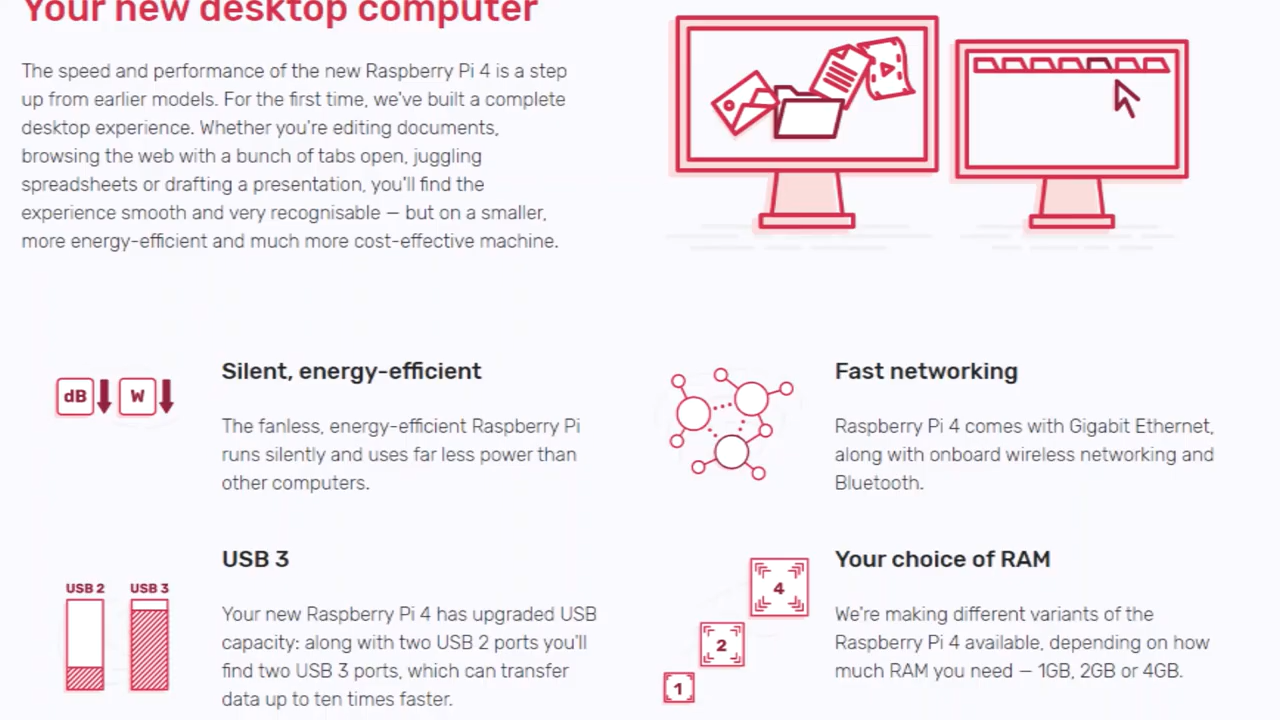 Your new desktop computer
The speed and performance of the new Raspberry Pi 4 is a step
up from earlier models. For the first time, we've built a complete
desktop experience. Whether you're editing documents,
browsing the web with a bunch of tabs open, juggling
spreadsheets or drafting a presentation, you'll find the
experience smooth and very recognisable – but on a smaller,
more energy-efficient and much more cost-effective machine.
dB W
Silent, energy-efficient
The fanless, energy-efficient Raspberry Pi
runs silently and uses far less power than
other computers.
Fast networking
Raspberry Pi 4 comes with Gigabit Ethernet,
along with onboard wireless networking and
Bluetooth.
USB 2 USB 3
USB 3
Your new Raspberry Pi 4 has upgraded USB
capacity: along with two USB 2 ports you'll
find two USB 3 ports, which can transfer
data up to ten times faster.
4
2
1
Your choice of RAM
We're making different variants of the
Raspberry Pi 4 available, depending on how
much RAM you need – 1GB, 2GB or 4GB.